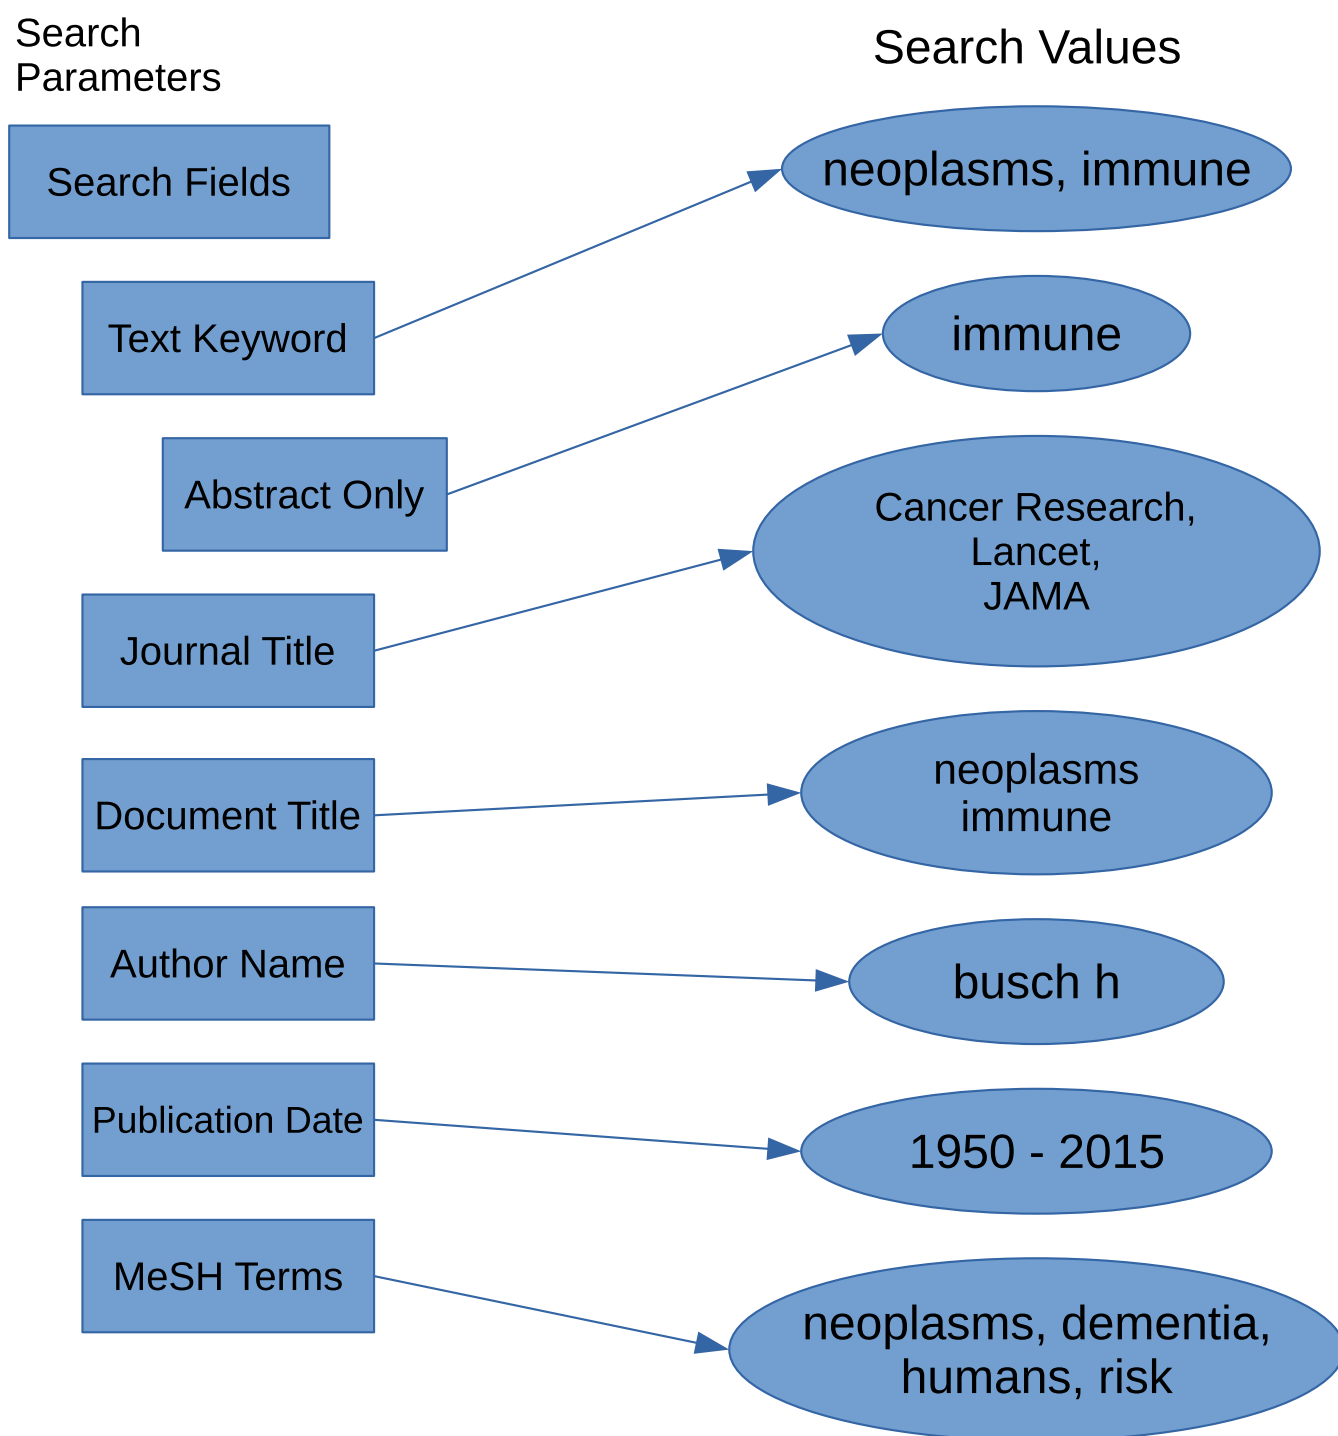 Search
Parameters
Search Values
Search Fields
neoplasms, immune
Text Keyword
immune
Abstract Only
Cancer Research,
Lancet,
JAMA
Journal Title
neoplasms
immune
Document Title
Author Name
busch h
Publication Date
1950 - 2015
MeSH Terms
neoplasms, dementia,
humans, risk